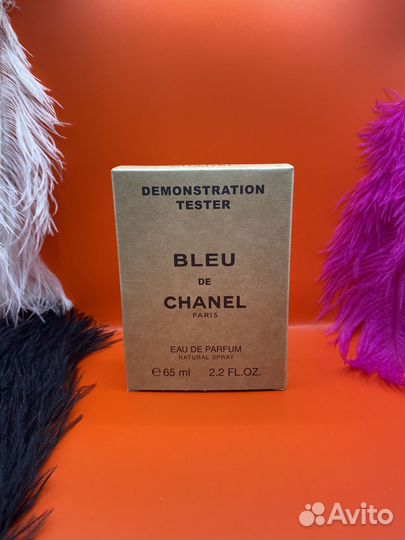 DEMONSTRATION
TESTER
BLEU
DE
CHANEL
PARIS
EAU DE PARFUM
NATURAL SPRAY
℮ 65 ml 2.2 FL.OZ.
Avito